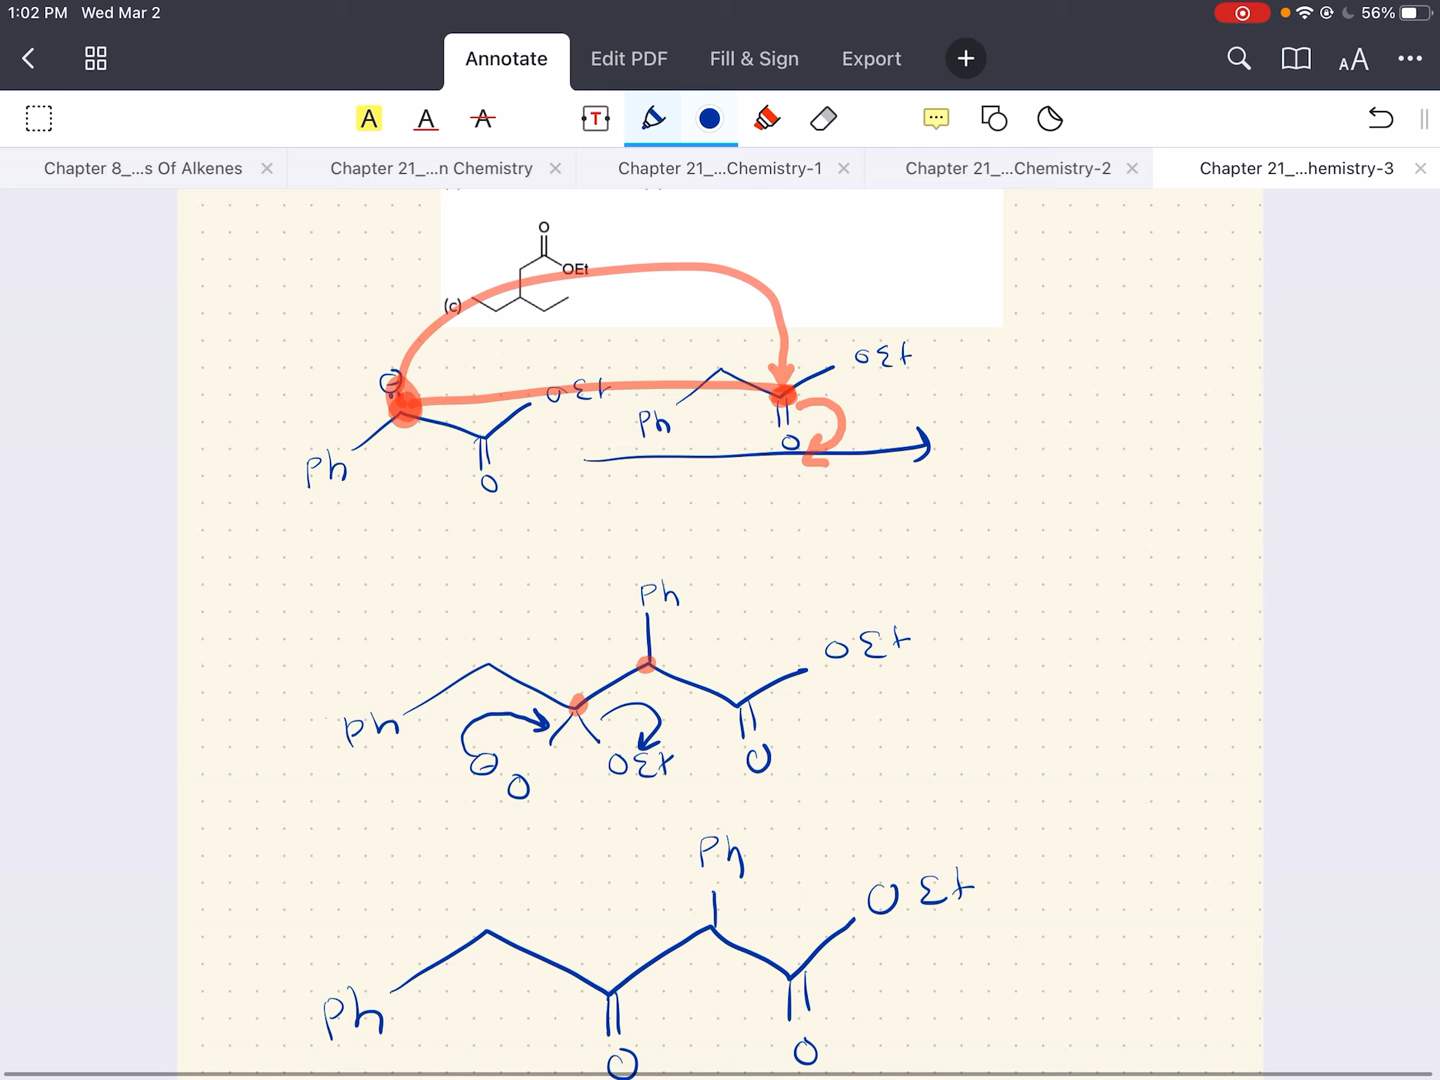 1:02 PM Wed Mar 2
56%
Annotate Edit PDF Fill & Sign Export
AA
A A A T
Chapter 8_...s Of Alkenes Chapter 21_...n Chemistry Chapter 21_...Chemistry-1 Chapter 21_...Chemistry-2 Chapter 21_...hemistry-3
O
OEt
(c)
OEt
OEt
Ph
O
Ph
O
Ph
OEt
Ph
O
OEt
O
Ph
OEt
Ph
O
O